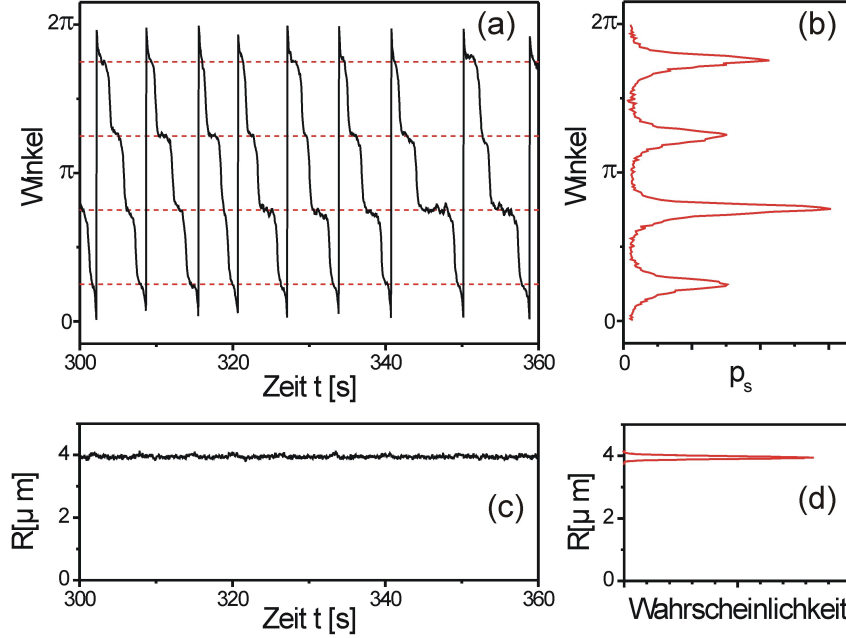 (a)
2π
π
0
Winkel
300
320
340
360
Zeit t [s]
(b)
2π
π
0
Winkel
0
p_s
(c)
4
2
0
R[μ m]
300
320
340
360
Zeit t [s]
(d)
4
2
0
R[μ m]
Wahrscheinlichkeit